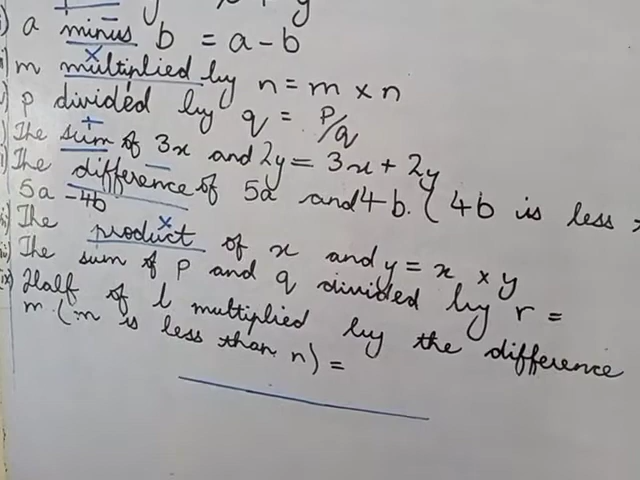 a minus b = a - b
m multiplied by n = m × n
p divided by q = p/q
The sum of 3x and 2y = 3x + 2y
The difference of 5a and 4b. (4b is less
5a - 4b
The product of x and y = x × y
The sum of p and q divided by r =
Half of l multiplied by the difference
m. (m is less than n) =